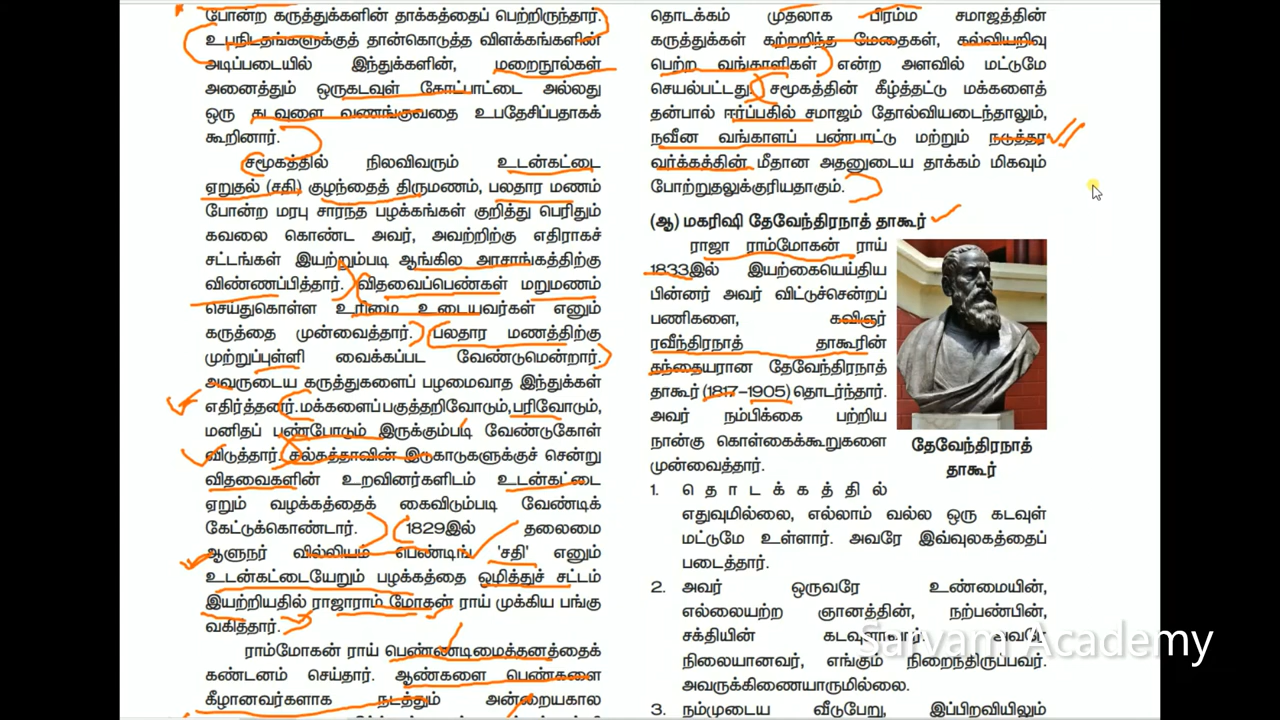 போன்ற கருத்துக்களின் தாக்கத்தைப் பெற்றிருந்தார்.
உபநிடதங்களுக்குத் தான்கொடுத்த விளக்கங்களின்
அடிப்படையில் இந்துக்களின், மறைநூல்கள்
அனைத்தும் ஒருகடவுள் கோட்பாட்டை அல்லது
ஒரு கடவுளை வணங்குவதை உபதேசிப்பதாகக்
கூறினார்.
சமூகத்தில் நிலவிவரும் உடன்கட்டை
ஏறுதல் (சதி) குழந்தைத் திருமணம், பலதார மணம்
போன்ற மரபு சார்ந்த பழக்கங்கள் குறித்து பெரிதும்
கவலை கொண்ட அவர், அவற்றிற்கு எதிராகச்
சட்டங்கள் இயற்றும்படி ஆங்கில அரசாங்கத்திற்கு
விண்ணப்பித்தார். விதவைப்பெண்கள் மறுமணம்
செய்துகொள்ள உரிமை உடையவர்கள் எனும்
கருத்தை முன்வைத்தார். பலதார மணத்திற்கு
முற்றுப்புள்ளி வைக்கப்பட வேண்டுமென்றார்.
அவருடைய கருத்துகளைப் பழமைவாத இந்துக்கள்
எதிர்த்தனர். மக்களைப் பகுத்தறிவோடும், பரிவோடும்,
மனிதப் பண்போடும் இருக்கும்படி வேண்டுகோள்
விடுத்தார். கல்கத்தாவின் இடுகாடுகளுக்குச் சென்று
விதவைகளின் உறவினர்களிடம் உடன்கட்டை
ஏறும் வழக்கத்தைக் கைவிடும்படி வேண்டிக்
கேட்டுக்கொண்டார். 1829இல் தலைமை
ஆளுநர் வில்லியம் பெண்டிங் 'சதி' எனும்
உடன்கட்டையேறும் பழக்கத்தை ஒழித்துச் சட்டம்
இயற்றியதில் ராஜாராம் மோகன் ராய் முக்கிய பங்கு
வகித்தார்.
ராம்மோகன் ராய் பெண்ணடிமைத்தனத்தைக்
கண்டனம் செய்தார். ஆண்களை பெண்களை
கீழானவர்களாக நடத்தும் அன்றையகால
தொடக்கம் முதலாக பிரம்ம சமாஜத்தின்
கருத்துக்கள் கற்றறிந்த மேதைகள், கல்வியறிவு
பெற்ற வங்காளிகள் என்ற அளவில் மட்டுமே
செயல்பட்டது. சமூகத்தின் கீழ்த்தட்டு மக்களைத்
தன்பால் ஈர்ப்பதில் சமாஜம் தோல்வியடைந்தாலும்,
நவீன வங்காளப் பண்பாட்டு மற்றும் நடுத்தர
வர்க்கத்தின் மீதான அதனுடைய தாக்கம் மிகவும்
போற்றுதலுக்குரியதாகும்.
(ஆ) மகரிஷி தேவேந்திரநாத் தாகூர்
ராஜா ராம்மோகன் ராய்
1833இல் இயற்கையெய்திய
பின்னர் அவர் விட்டுச்சென்றப்
பணிகளை, கவிஞர்
ரவீந்திரநாத் தாகூரின்
தந்தையரான தேவேந்திரநாத்
தாகூர் (1817–1905) தொடர்ந்தார்.
அவர் நம்பிக்கை பற்றிய
நான்கு கொள்கைக்கூறுகளை
முன்வைத்தார்.
தேவேந்திரநாத்
தாகூர்
1. தொடக்கத்தில்
எதுவுமில்லை, எல்லாம் வல்ல ஒரு கடவுள்
மட்டுமே உள்ளார். அவரே இவ்வுலகத்தைப்
படைத்தார்.
2. அவர் ஒருவரே உண்மையின்,
எல்லையற்ற ஞானத்தின், நற்பண்பின்,
சக்தியின் கடவுளாவார். அவரே
நிலையானவர், எங்கும் நிறைந்திருப்பவர்.
அவருக்கிணையாருமில்லை.
3. நம்முடைய வீடுபேறு, இப்பிறவியிலும்
Saivam Academy